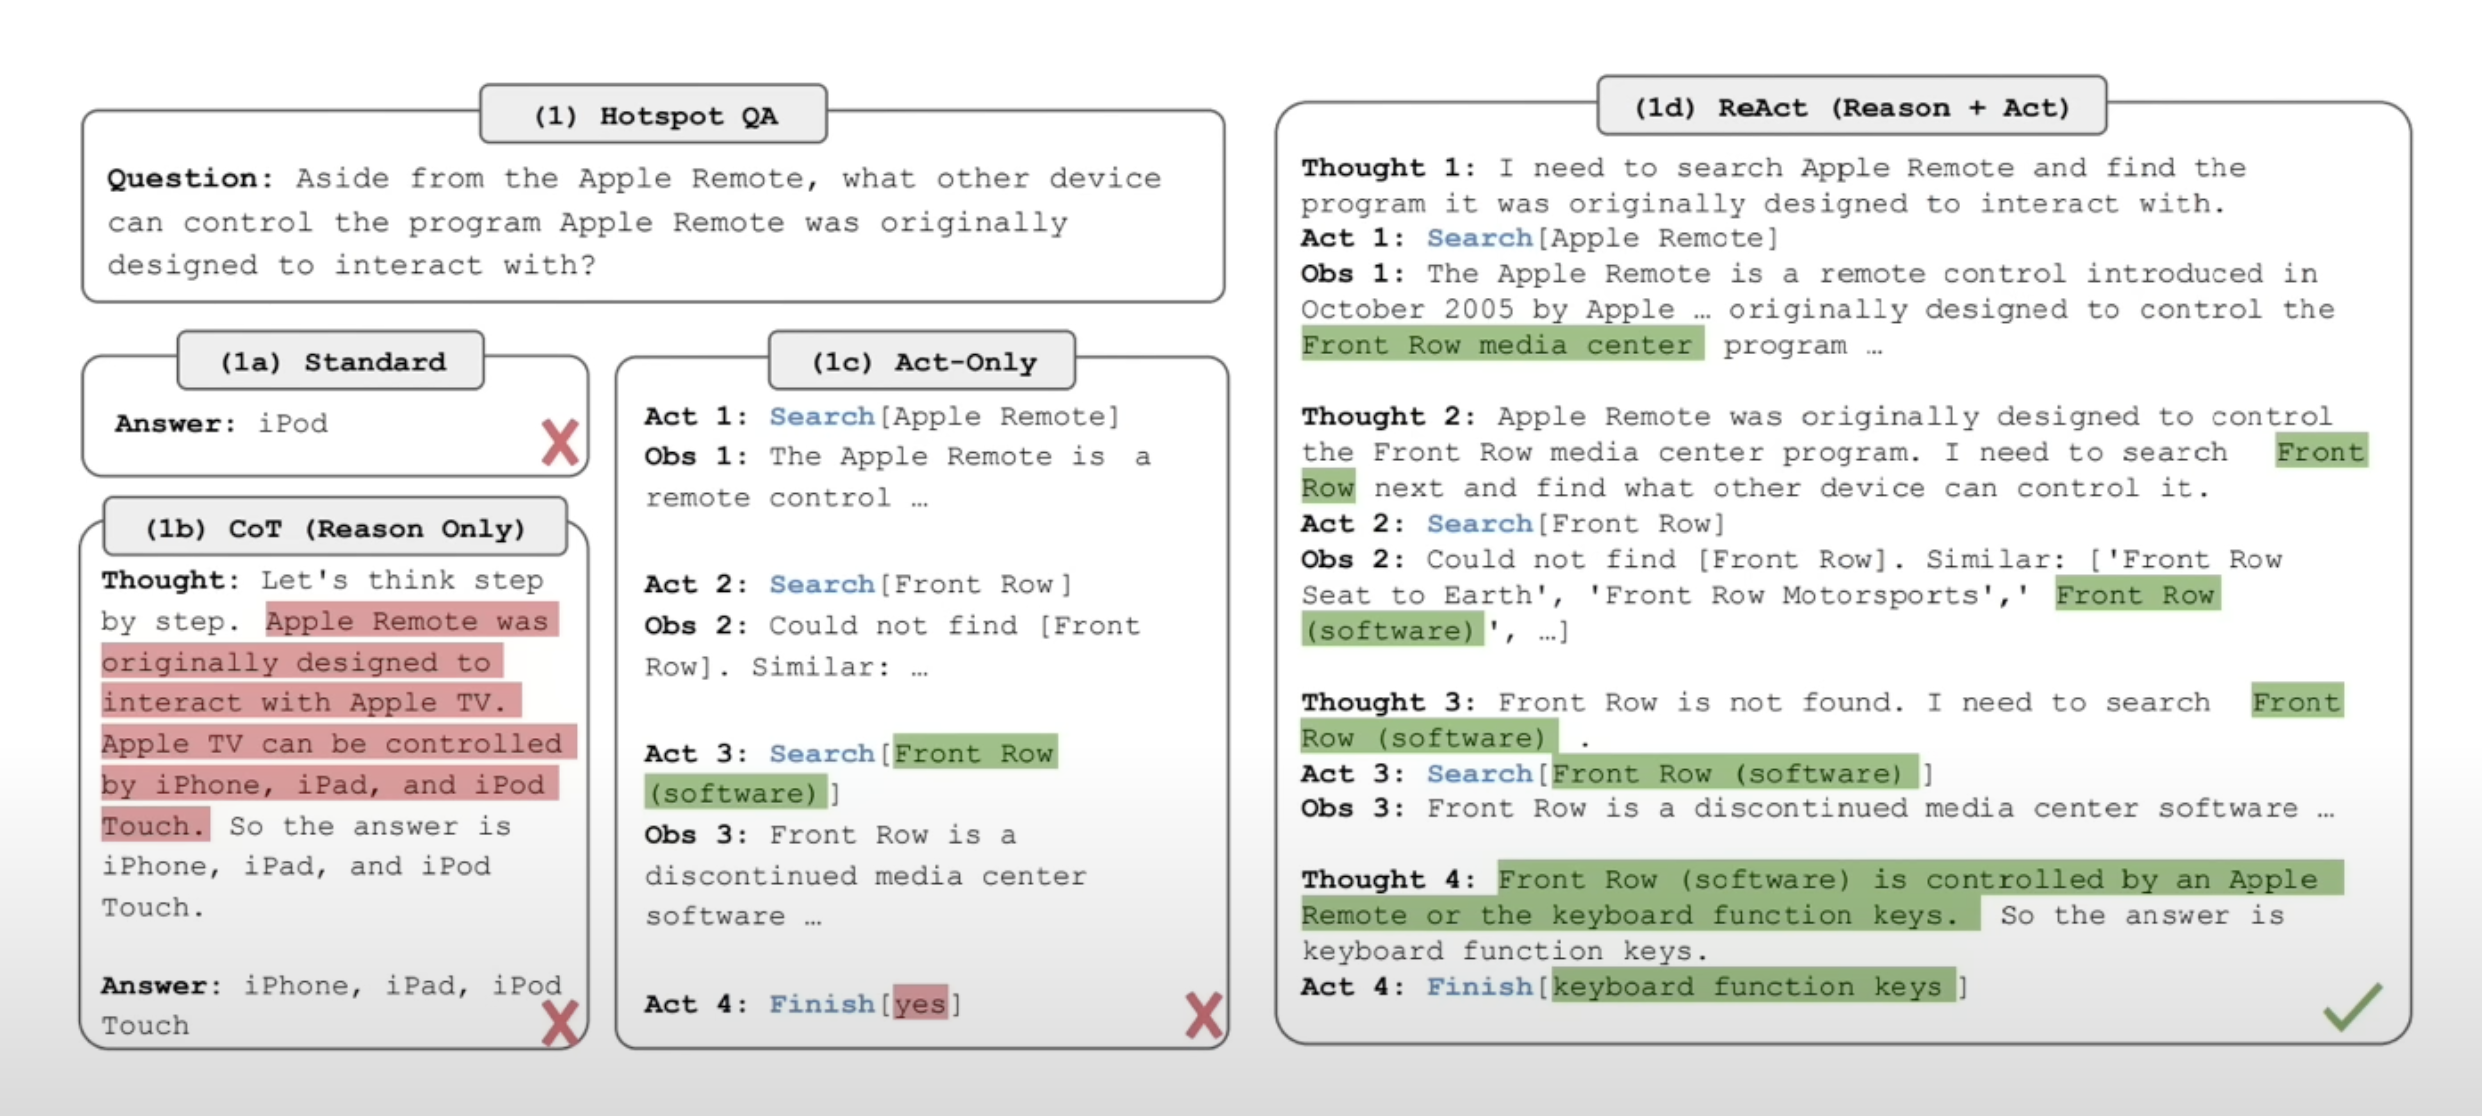 (1) Hotspot QA
Question: Aside from the Apple Remote, what other device
can control the program Apple Remote was originally
designed to interact with?
(1a) Standard
Answer: iPod
(1b) CoT (Reason Only)
Thought: Let's think step
by step. Apple Remote was
originally designed to
interact with Apple TV.
Apple TV can be controlled
by iPhone, iPad, and iPod
Touch. So the answer is
iPhone, iPad, and iPod
Touch.
Answer: iPhone, iPad, iPod
Touch
(1c) Act-Only
Act 1: Search[Apple Remote]
Obs 1: The Apple Remote is a
remote control …
Act 2: Search[Front Row]
Obs 2: Could not find [Front
Row]. Similar: …
Act 3: Search[Front Row
(software)]
Obs 3: Front Row is a
discontinued media center
software …
Act 4: Finish[yes]
(1d) ReAct (Reason + Act)
Thought 1: I need to search Apple Remote and find the
program it was originally designed to interact with.
Act 1: Search[Apple Remote]
Obs 1: The Apple Remote is a remote control introduced in
October 2005 by Apple … originally designed to control the
Front Row media center program …
Thought 2: Apple Remote was originally designed to control
the Front Row media center program. I need to search Front
Row next and find what other device can control it.
Act 2: Search[Front Row]
Obs 2: Could not find [Front Row]. Similar: ['Front Row
Seat to Earth', 'Front Row Motorsports',' Front Row
(software)', …]
Thought 3: Front Row is not found. I need to search Front
Row (software) .
Act 3: Search[Front Row (software) ]
Obs 3: Front Row is a discontinued media center software …
Thought 4: Front Row (software) is controlled by an Apple
Remote or the keyboard function keys. So the answer is
keyboard function keys.
Act 4: Finish[keyboard function keys ]